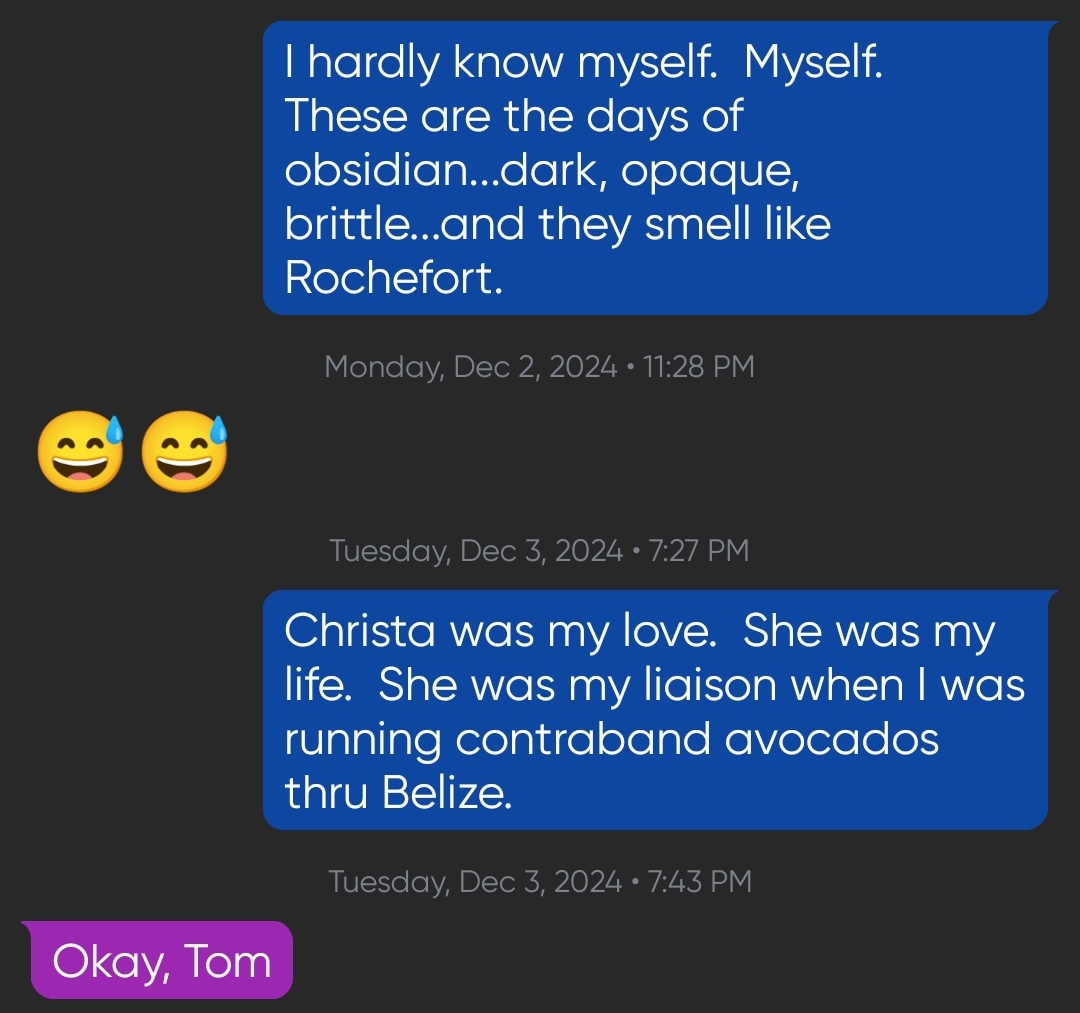 I hardly know myself.  Myself.
These are the days of
obsidian...dark, opaque,
brittle...and they smell like
Rochefort.
Monday, Dec 2, 2024 • 11:28 PM
😅😅
Tuesday, Dec 3, 2024 • 7:27 PM
Christa was my love.  She was my
life.  She was my liaison when I was
running contraband avocados
thru Belize.
Tuesday, Dec 3, 2024 • 7:43 PM
Okay, Tom